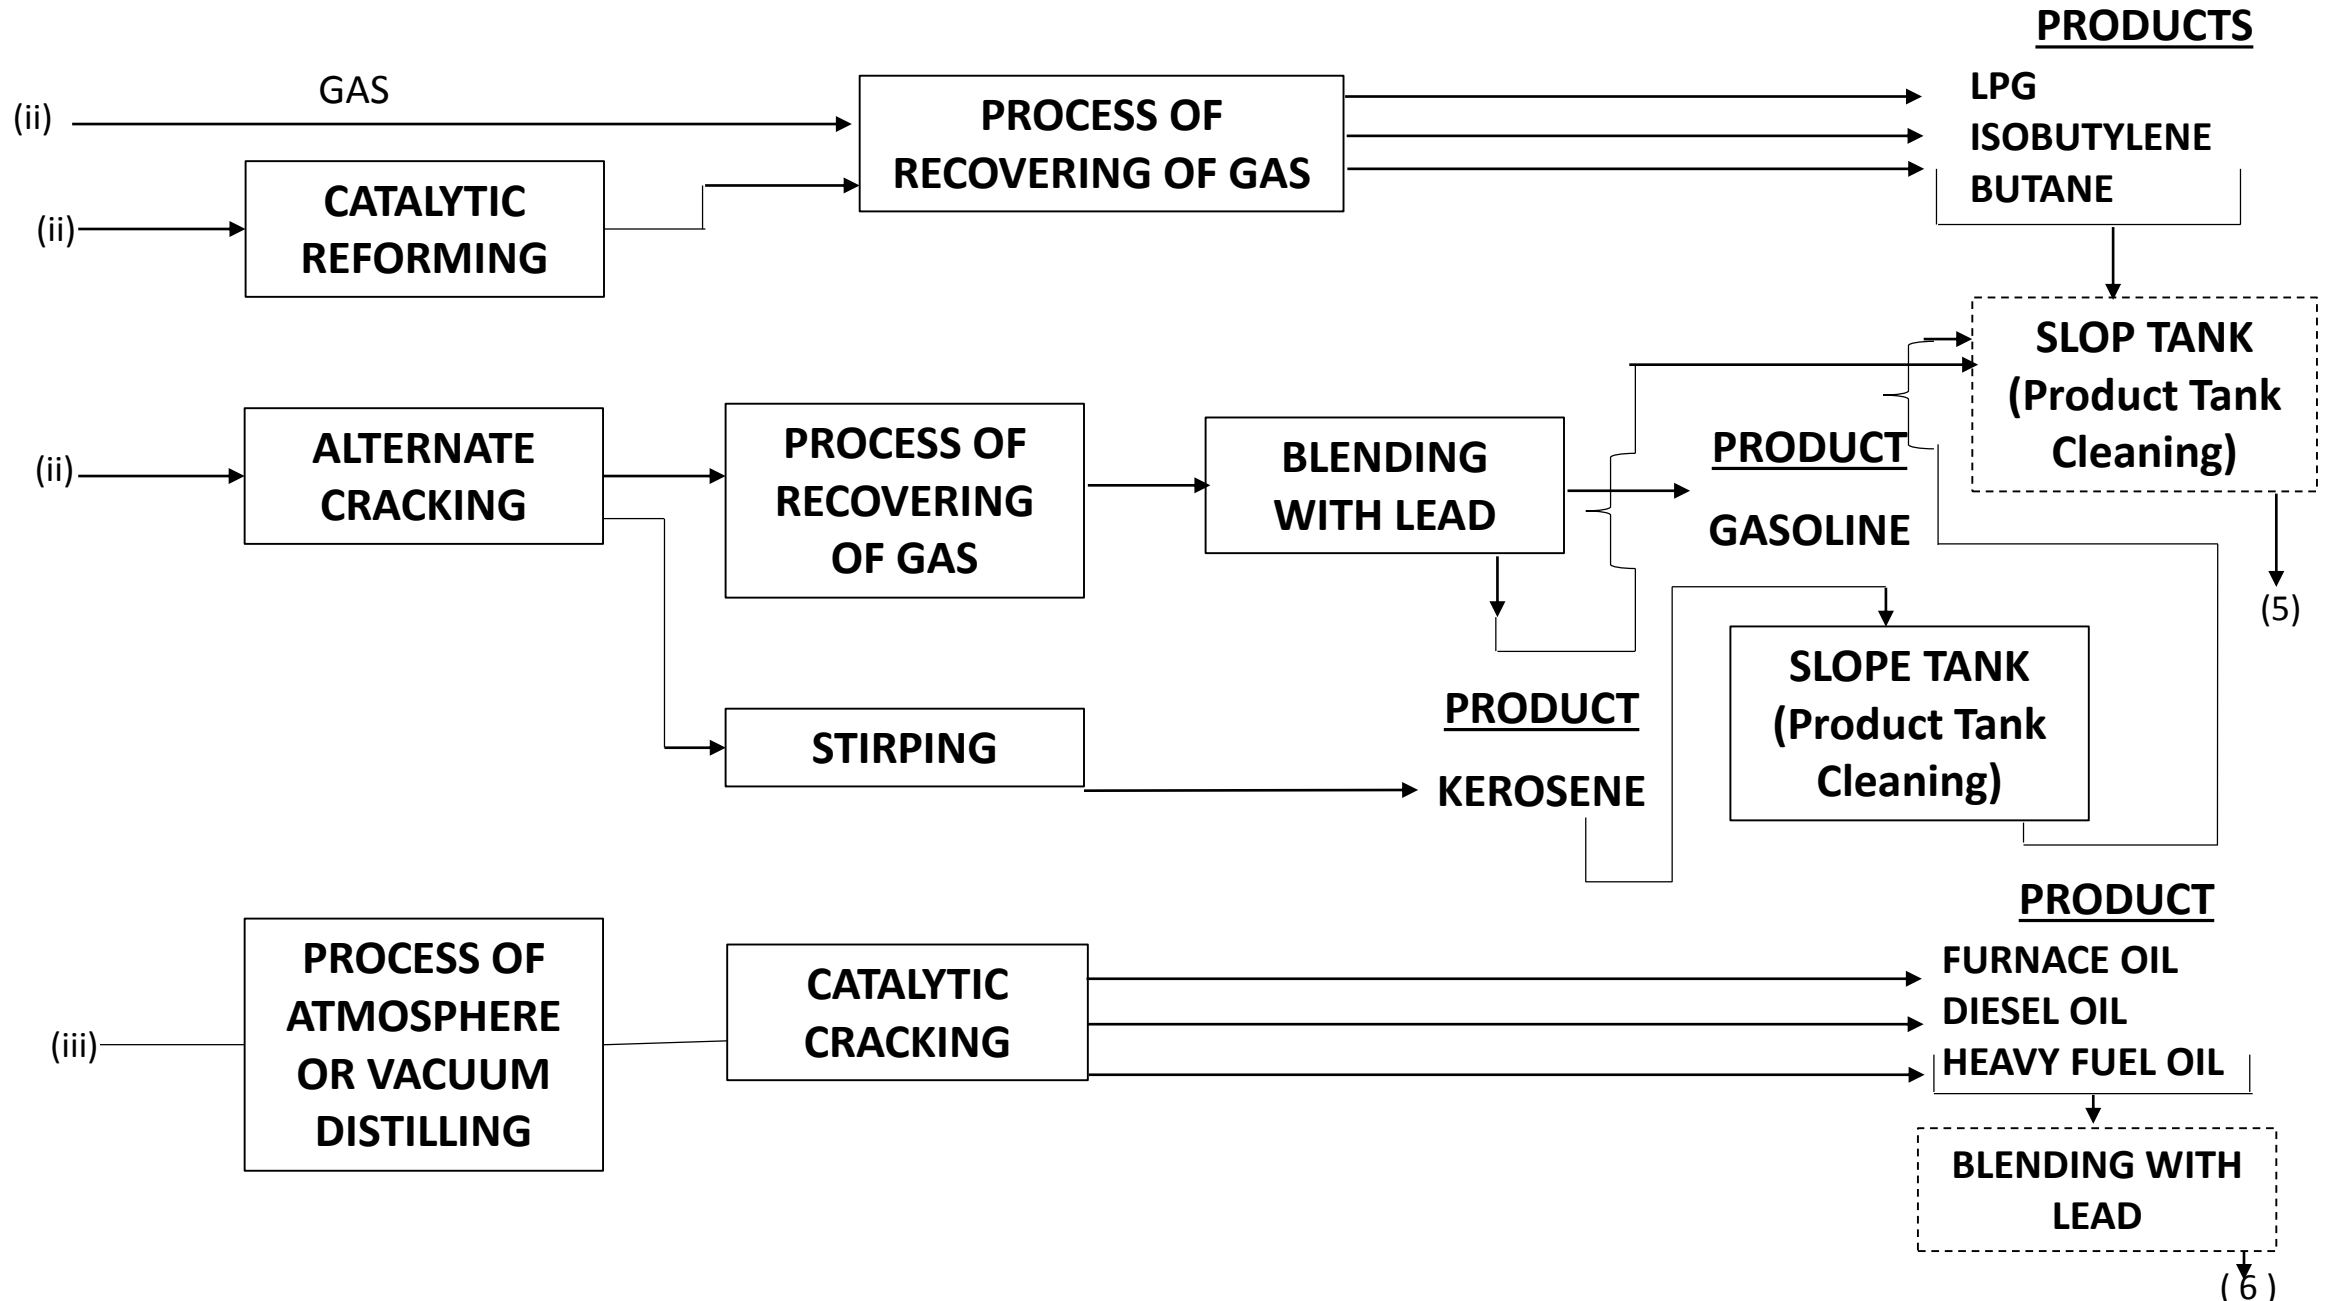 PRODUCTS
GAS
(ii)
PROCESS OF
RECOVERING OF GAS
LPG
ISOBUTYLENE
BUTANE
(ii)
CATALYTIC
REFORMING
SLOP TANK
(Product Tank
Cleaning)
(ii)
ALTERNATE
CRACKING
PROCESS OF
RECOVERING
OF GAS
BLENDING
WITH LEAD
PRODUCT
GASOLINE
(5)
SLOPE TANK
(Product Tank
Cleaning)
STIRPING
PRODUCT
KEROSENE
PRODUCT
(iii)
PROCESS OF
ATMOSPHERE
OR VACUUM
DISTILLING
CATALYTIC
CRACKING
FURNACE OIL
DIESEL OIL
HEAVY FUEL OIL
BLENDING WITH
LEAD
( 6 )